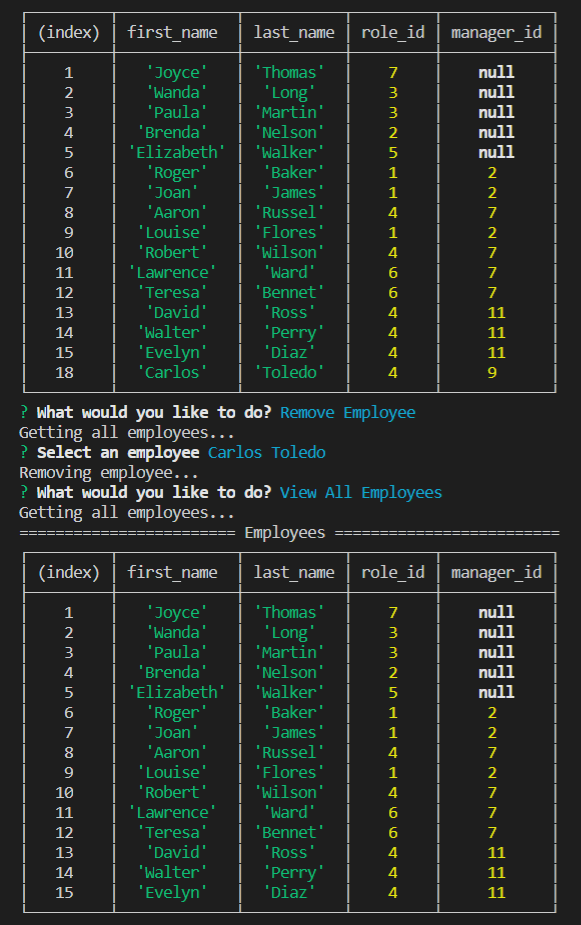 (index) first_name last_name role_id manager_id
1 'Joyce' 'Thomas' 7 null
2 'Wanda' 'Long' 3 null
3 'Paula' 'Martin' 3 null
4 'Brenda' 'Nelson' 2 null
5 'Elizabeth' 'Walker' 5 null
6 'Roger' 'Baker' 1 2
7 'Joan' 'James' 1 2
8 'Aaron' 'Russel' 4 7
9 'Louise' 'Flores' 1 2
10 'Robert' 'Wilson' 4 7
11 'Lawrence' 'Ward' 6 7
12 'Teresa' 'Bennet' 6 7
13 'David' 'Ross' 4 11
14 'Walter' 'Perry' 4 11
15 'Evelyn' 'Diaz' 4 11
18 'Carlos' 'Toledo' 4 9
? What would you like to do? Remove Employee
Getting all employees...
? Select an employee Carlos Toledo
Removing employee...
? What would you like to do? View All Employees
Getting all employees...
======================== Employees =========================
(index) first_name last_name role_id manager_id
1 'Joyce' 'Thomas' 7 null
2 'Wanda' 'Long' 3 null
3 'Paula' 'Martin' 3 null
4 'Brenda' 'Nelson' 2 null
5 'Elizabeth' 'Walker' 5 null
6 'Roger' 'Baker' 1 2
7 'Joan' 'James' 1 2
8 'Aaron' 'Russel' 4 7
9 'Louise' 'Flores' 1 2
10 'Robert' 'Wilson' 4 7
11 'Lawrence' 'Ward' 6 7
12 'Teresa' 'Bennet' 6 7
13 'David' 'Ross' 4 11
14 'Walter' 'Perry' 4 11
15 'Evelyn' 'Diaz' 4 11